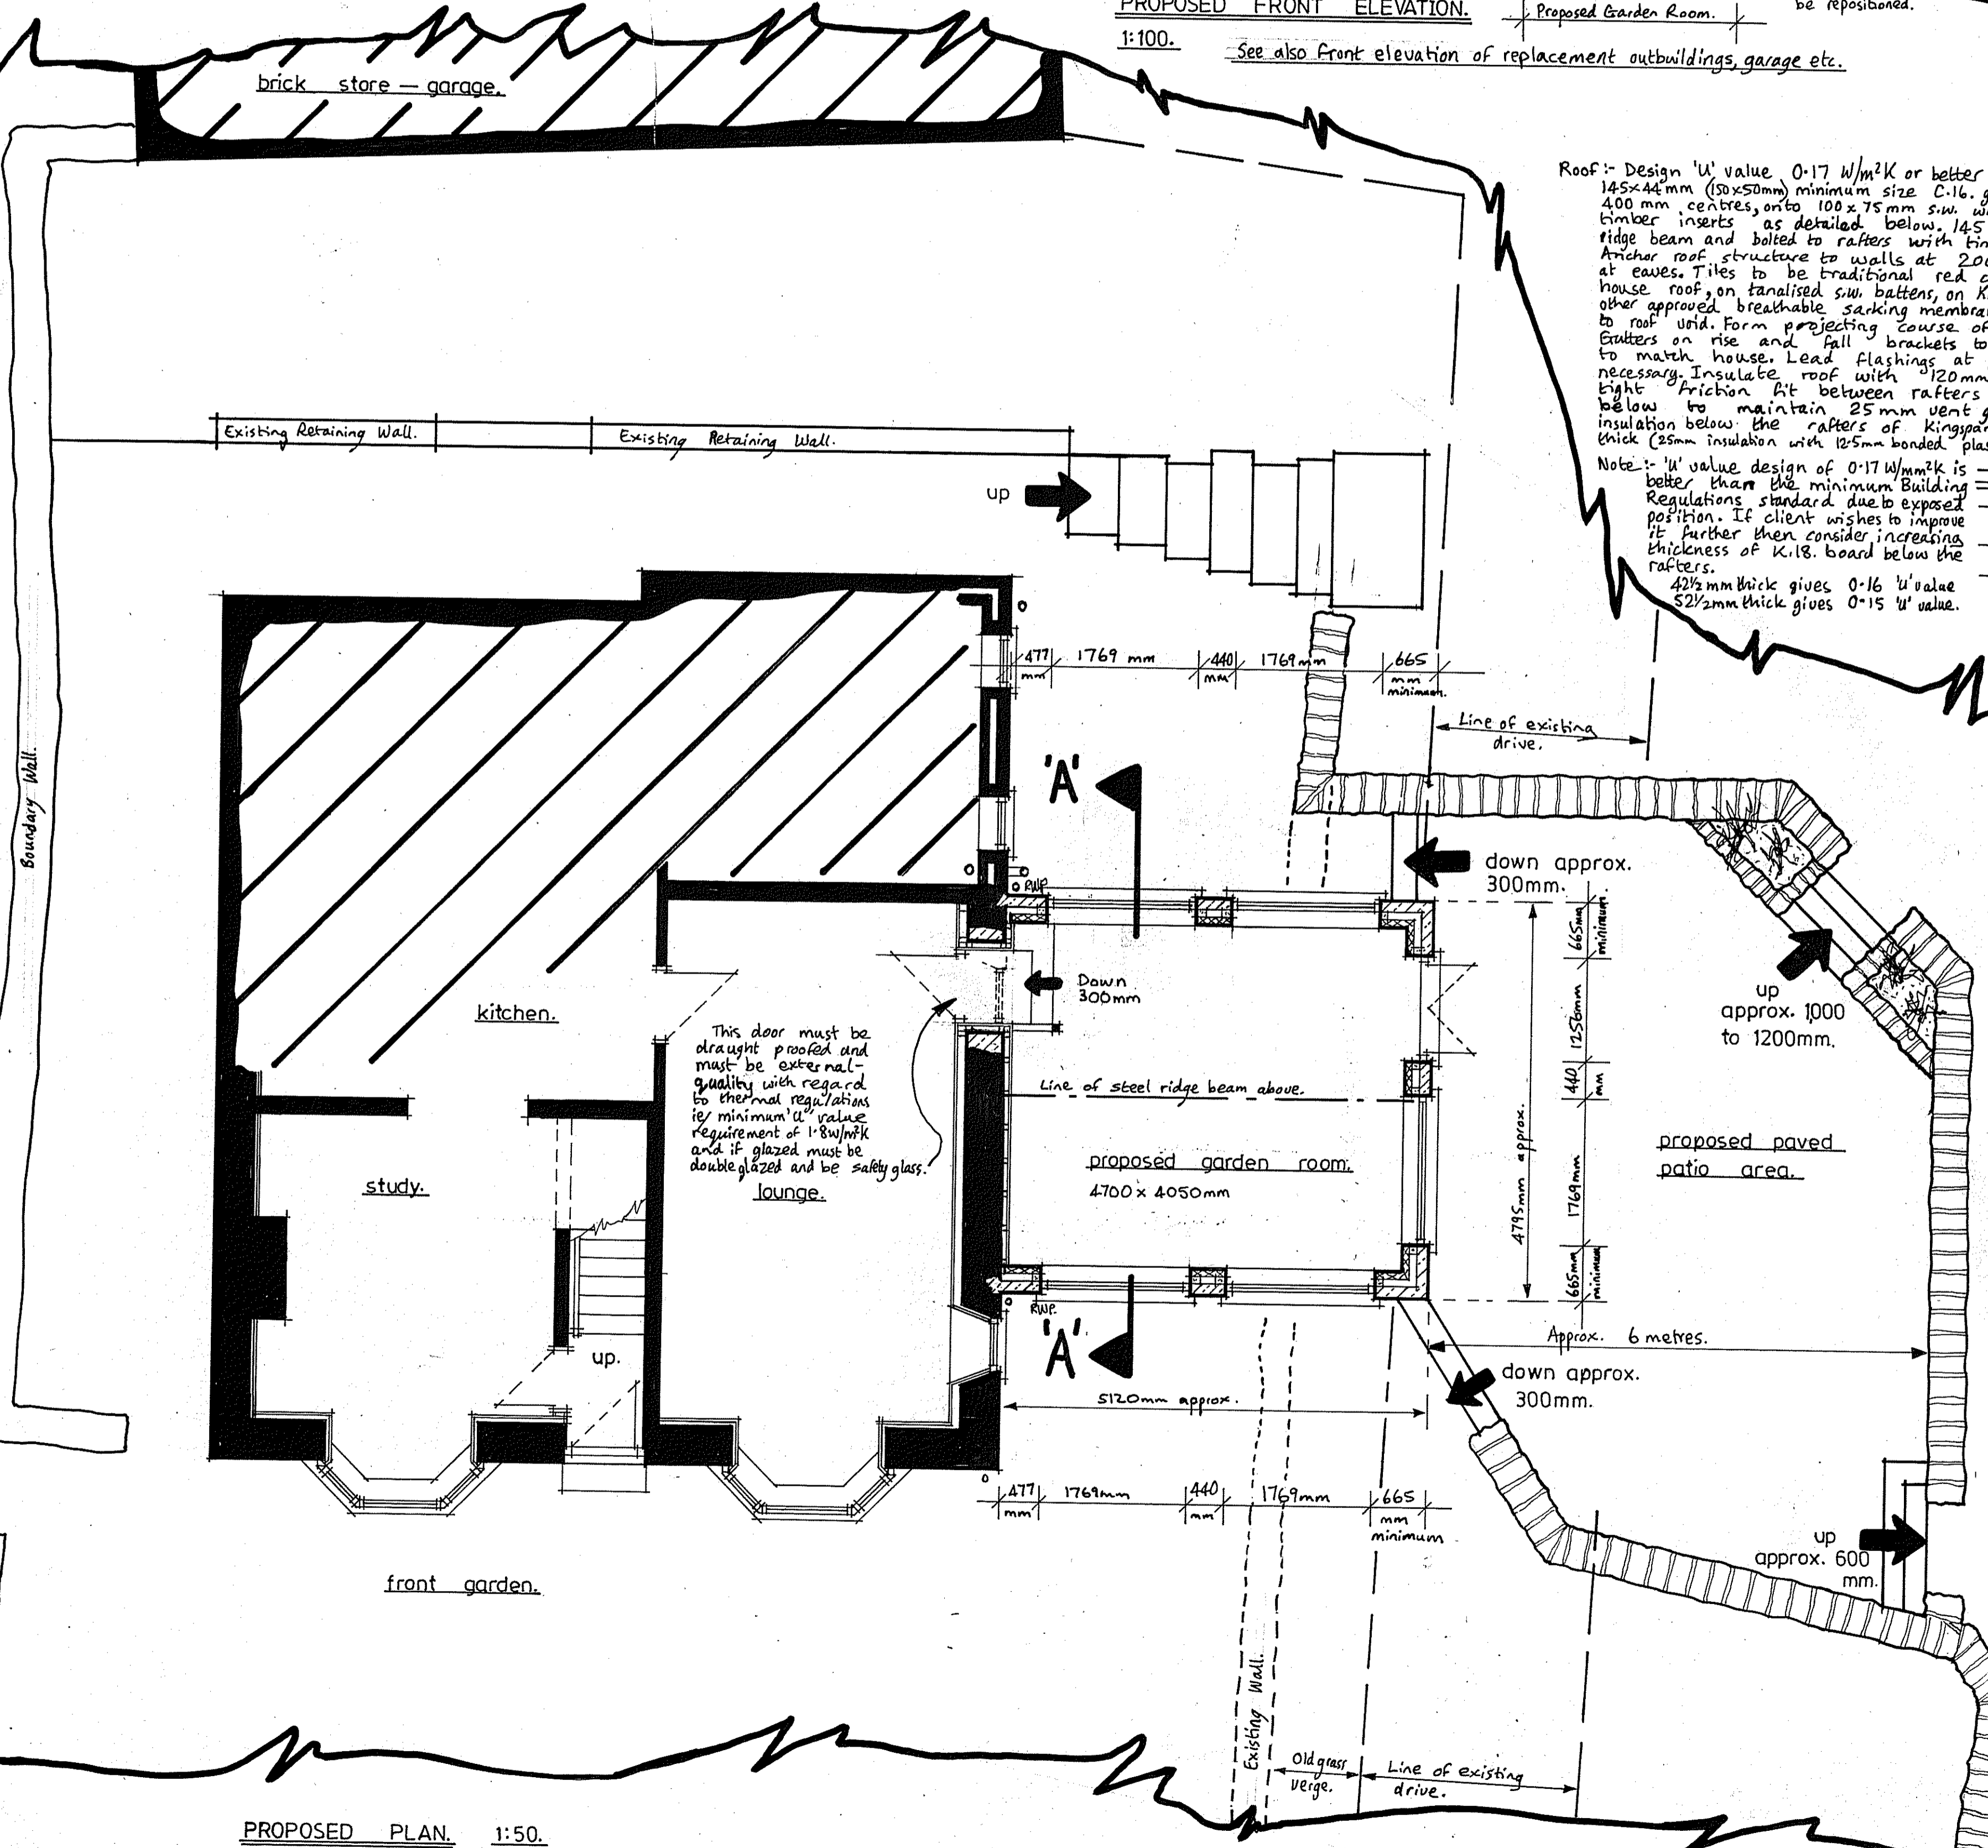 PROPOSED FRONT ELEVATION.
1:100.
Proposed Garden Room.
be repositioned.
See also front elevation of replacement outbuildings, garage etc.
brick store — garage.
Roof:- Design 'U' value 0·17 W/m²K or better
145×44mm (150x50mm) minimum size C.16.
400 mm centres, onto 100 x 75mm s.w.
timber inserts as detailed below. 145
ridge beam and bolted to rafters with
Anchor roof structure to walls at
at eaves. Tiles to be traditional red
house roof, on tanalised s.w. battens, on
other approved breathable sarking
to roof void. Form projecting course of
Gutters on rise and fall brackets to
to match house. Lead flashings at
necessary. Insulate roof with 120mm
tight friction fit between rafters
below to maintain 25mm vent
insulation below the rafters of
thick (25mm insulation with 12·5mm bonded
Note:- 'U' value design of 0·17 W/mm²K is
better than the minimum Building
Regulations standard due to exposed
position. If client wishes to improve
it further then consider increasing
thickness of K.18. board below the
rafters.
42½mm thick gives 0·16 'U' value
52½mm thick gives 0·15 'U' value.
Existing Retaining Wall.
Existing Retaining Wall.
up
477
mm
1769 mm
440
mm
1769mm
665
mm
minimum.
Line of existing
drive.
Boundary Wall.
'A'
down approx.
300mm.
RWP.
665mm
minimum
1256mm
440
mm
1769mm
665mm
minimum
4795mm approx.
Down
300mm
up
approx. 1,000
to 1200mm.
kitchen.
This door must be
draught proofed and
must be external-
quality with regard
to thermal regulations
ie/ minimum 'U' value
requirement of 1·8w/m²K
and if glazed must be
double glazed and be safety glass.
Line of steel ridge beam above.
proposed garden room.
4700 x 4050mm
proposed paved
patio area.
study.
lounge.
RWP.
up.
'A'
Approx. 6 metres.
down approx.
300mm.
5120mm approx.
477
mm
1769mm
440
mm
1769mm
665
mm
minimum
up
approx. 600
mm.
front garden.
Existing Wall.
Old grass
verge.
Line of existing
drive.
PROPOSED PLAN. 1:50.